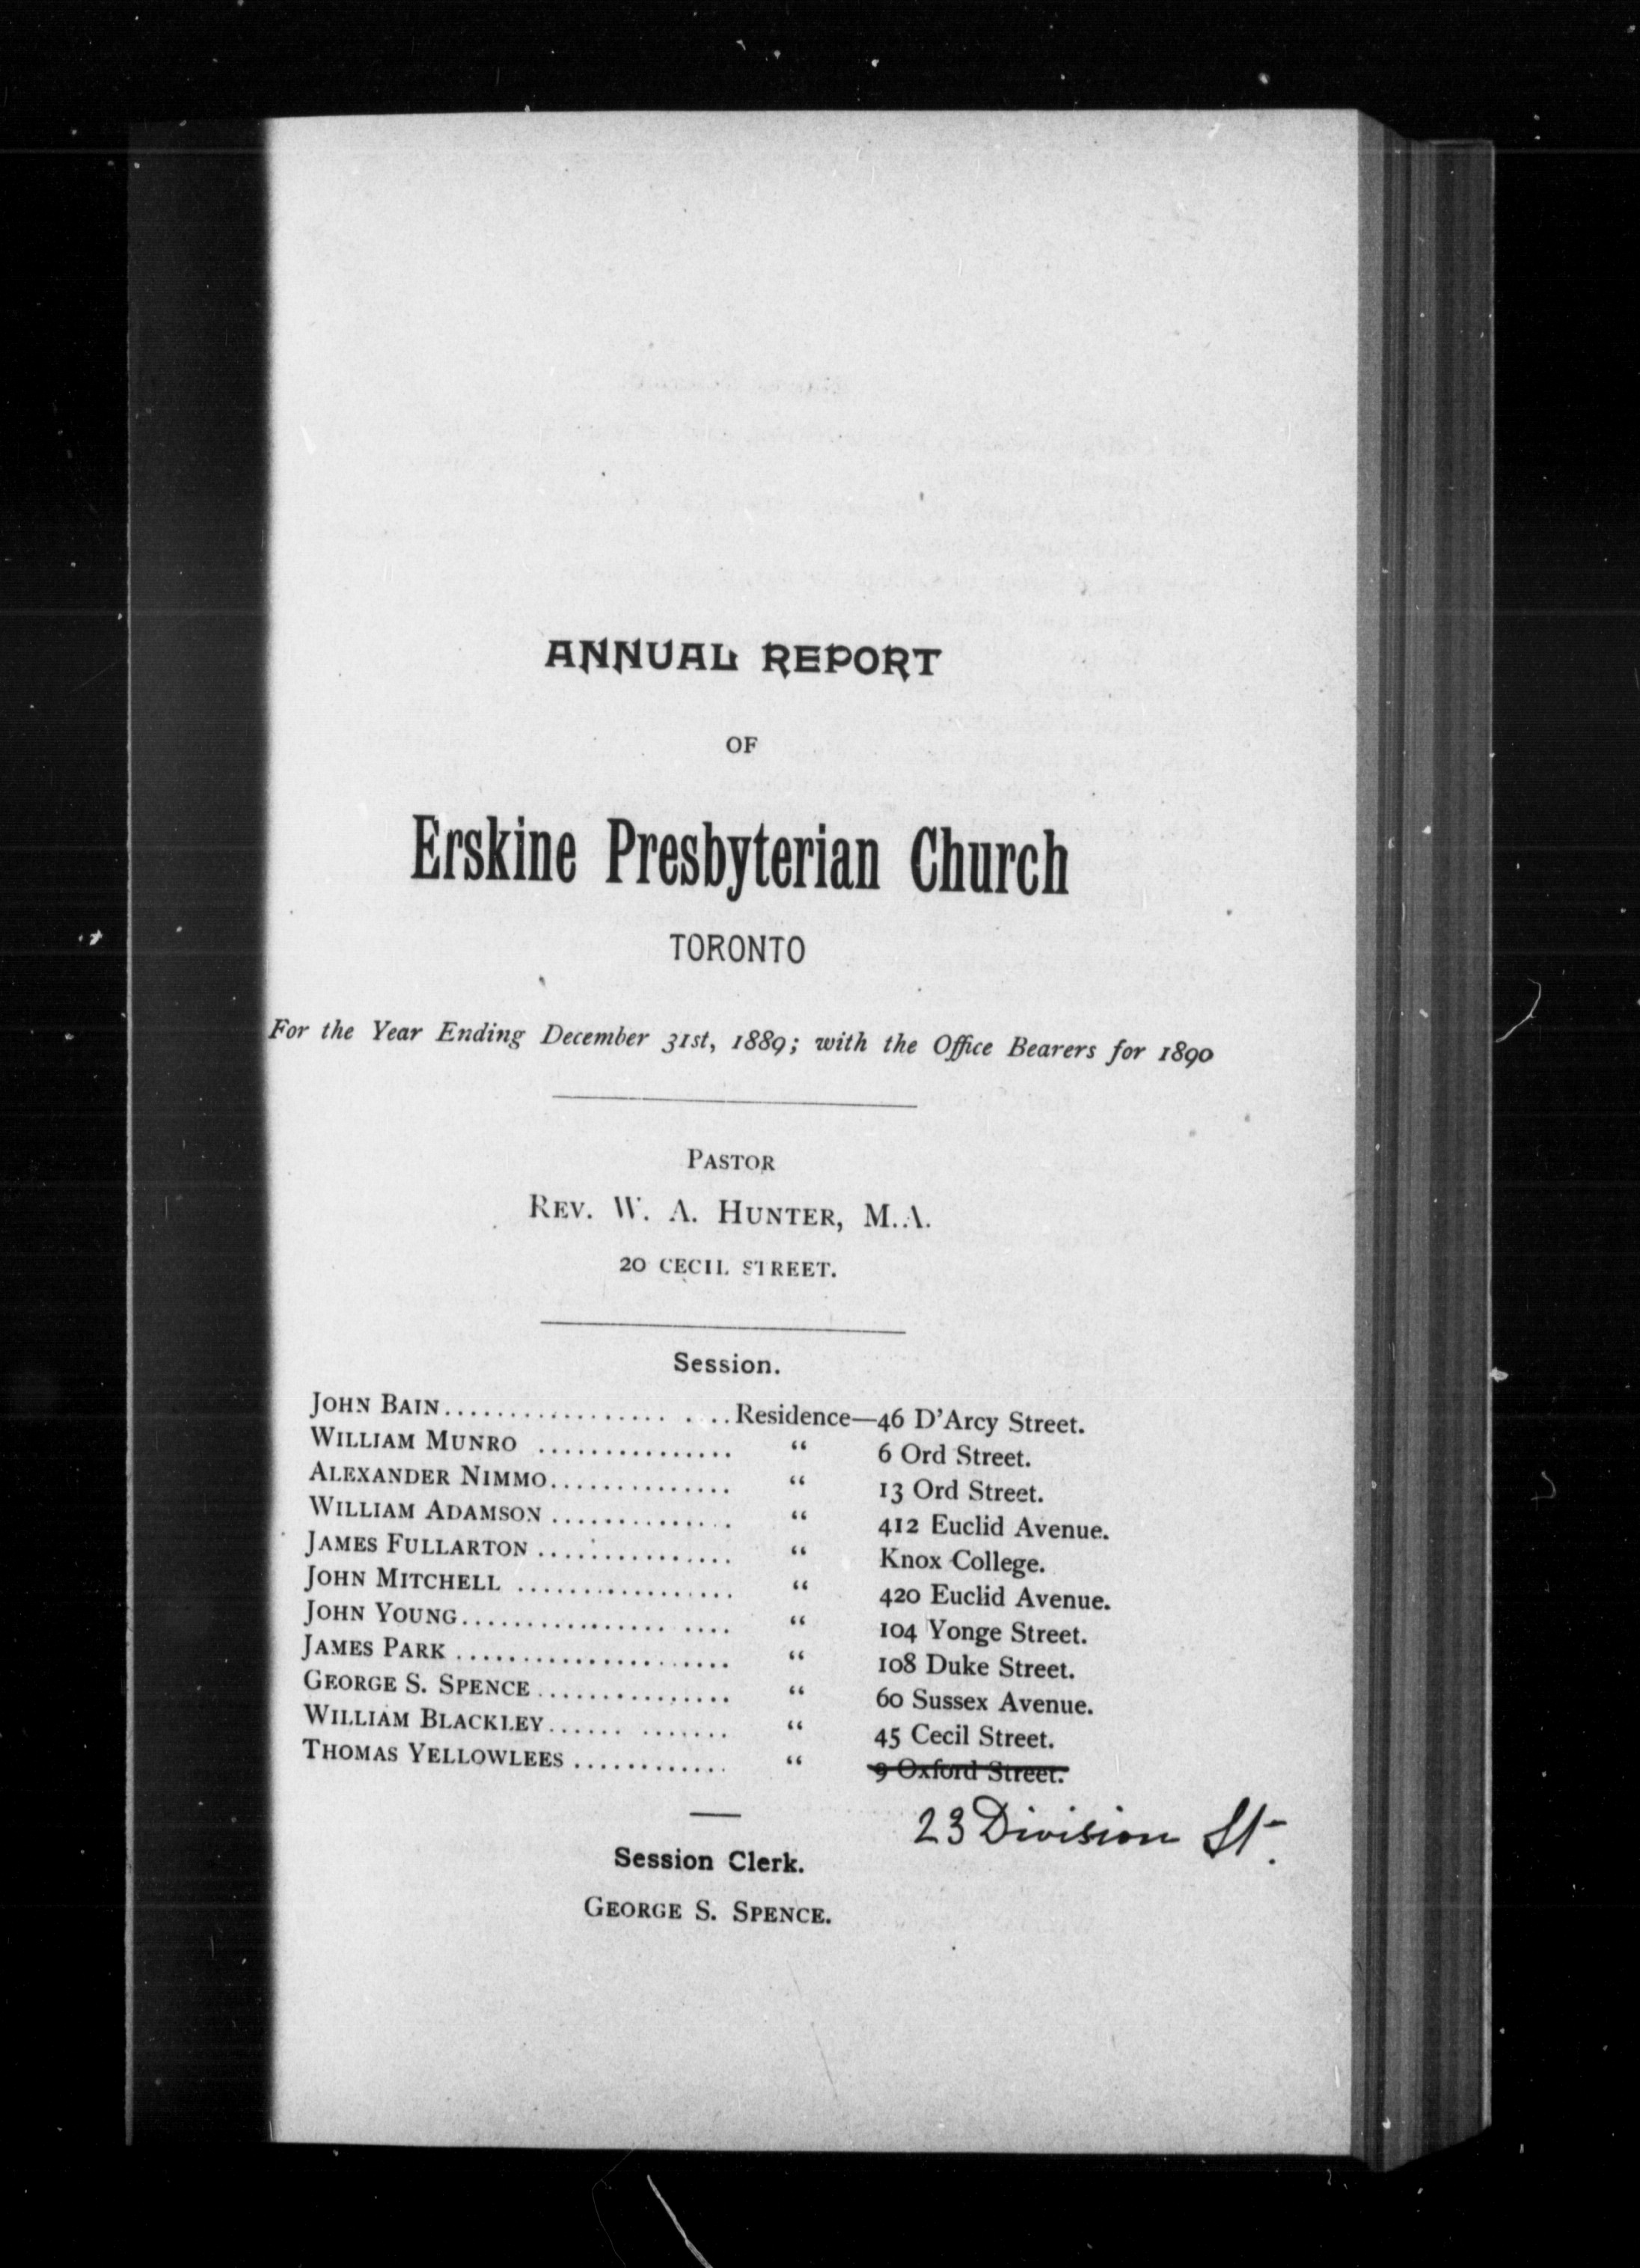 ANNUAL REPORT
OF
Erskine Presbyterian Church
TORONTO
For the Year Ending December 31st, 1889; with the Office Bearers for 1890
PASTOR
REV. W. A. HUNTER, M.A.
20 CECIL STREET.
Session.
JOHN BAIN...................... Residence—46 D'Arcy Street.
WILLIAM MUNRO ............... “ 6 Ord Street.
ALEXANDER NIMMO.............. “ 13 Ord Street.
WILLIAM ADAMSON .............. “ 412 Euclid Avenue.
JAMES FULLARTON ............... “ Knox College.
JOHN MITCHELL ................. “ 420 Euclid Avenue.
JOHN YOUNG.................... “ 104 Yonge Street.
JAMES PARK ..................... “ 108 Duke Street.
GEORGE S. SPENCE............... “ 60 Sussex Avenue.
WILLIAM BLACKLEY...... ....... “ 45 Cecil Street.
THOMAS YELLOWLEES ............ “ 9 Oxford Street.
23 Division St.
Session Clerk.
GEORGE S. SPENCE.